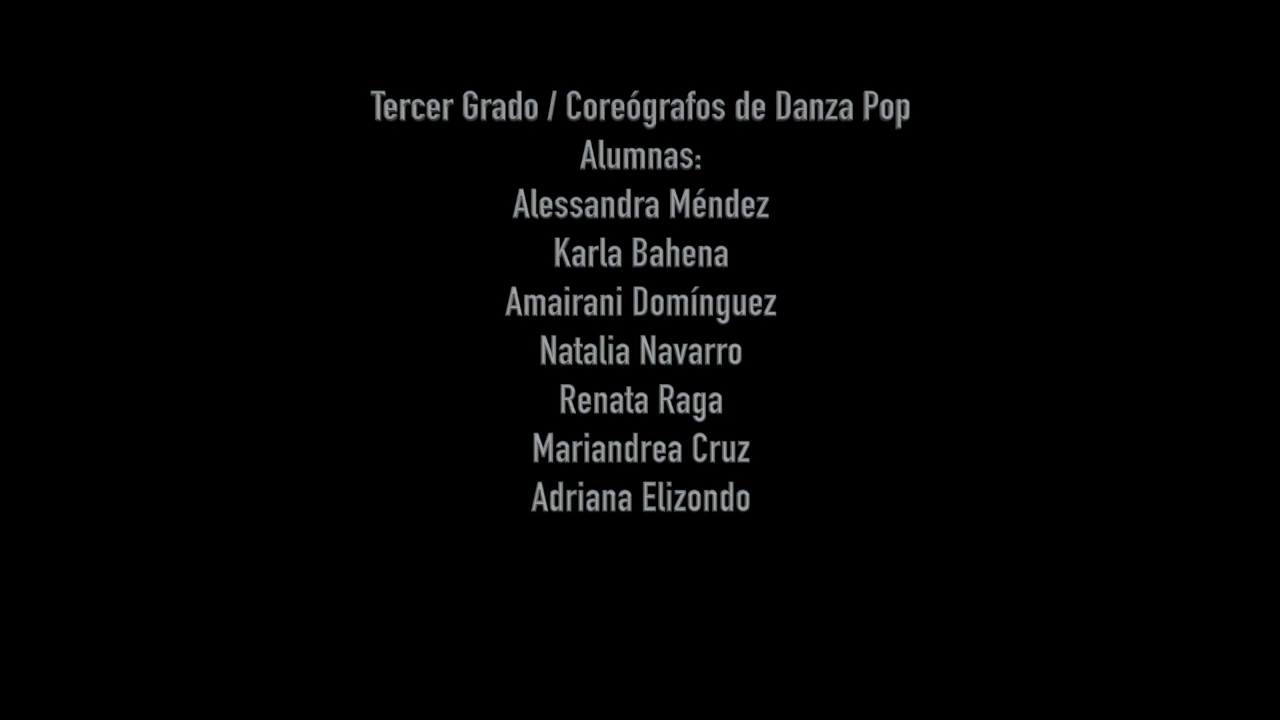 Tercer Grado / Coreógrafos de Danza Pop
Alumnas:
Alessandra Méndez
Karla Bahena
Amairani Domínguez
Natalia Navarro
Renata Raga
Mariandrea Cruz
Adriana Elizondo